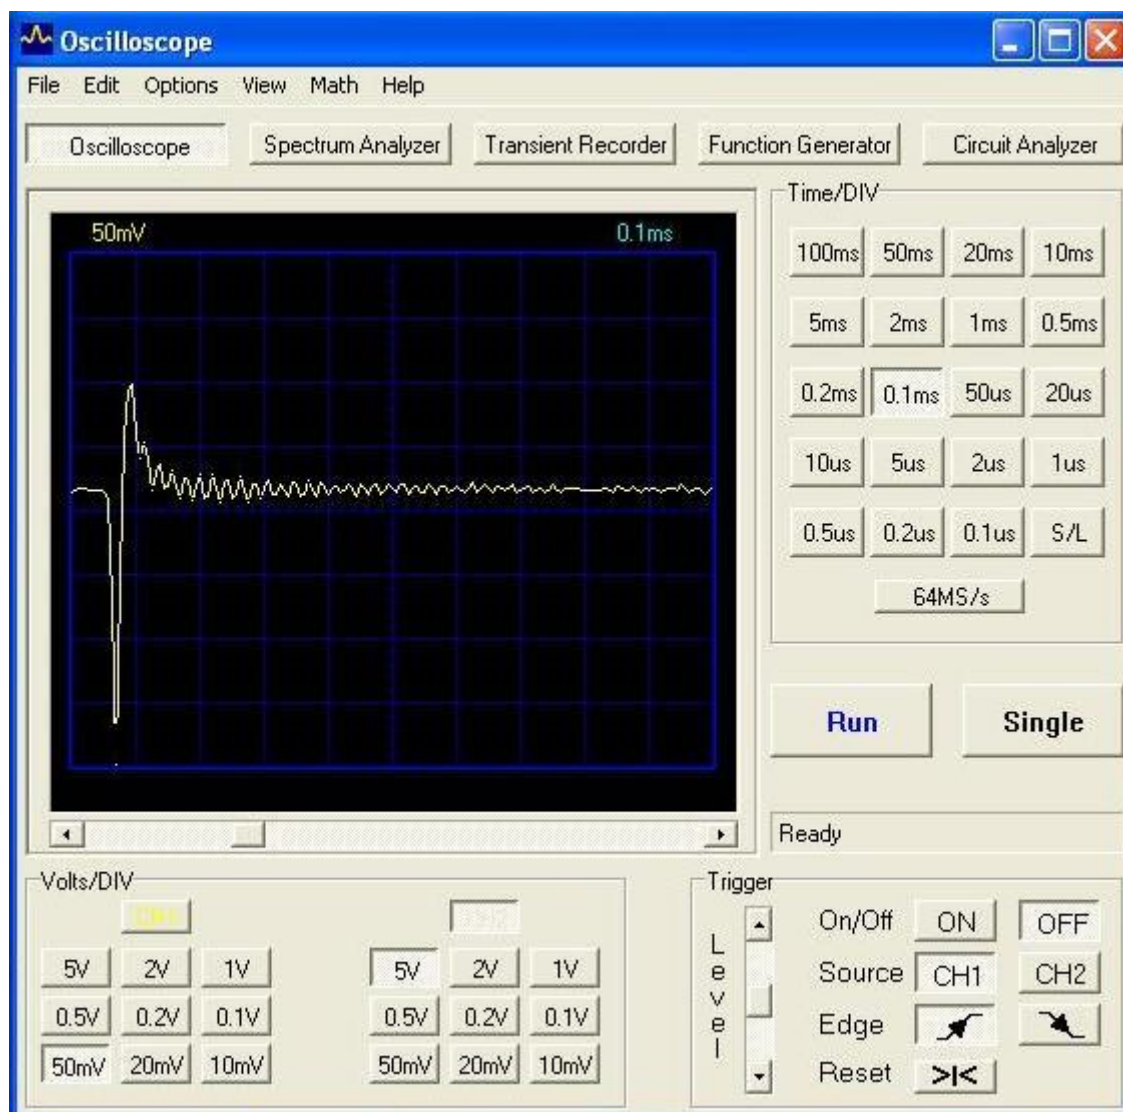 Oscilloscope
File Edit Options View Math Help
Oscilloscope Spectrum Analyzer Transient Recorder Function Generator Circuit Analyzer
50mV 0.1ms
Time/DIV
100ms 50ms 20ms 10ms
5ms 2ms 1ms 0.5ms
0.2ms 0.1ms 50us 20us
10us 5us 2us 1us
0.5us 0.2us 0.1us S/L
64MS/s
Run Single
Ready
Volts/DIV
CH1
5V 2V 1V 5V 2V 1V
0.5V 0.2V 0.1V 0.5V 0.2V 0.1V
50mV 20mV 10mV 50mV 20mV 10mV
Trigger
Level
On/Off ON OFF
Source CH1 CH2
Edge
Reset >I<